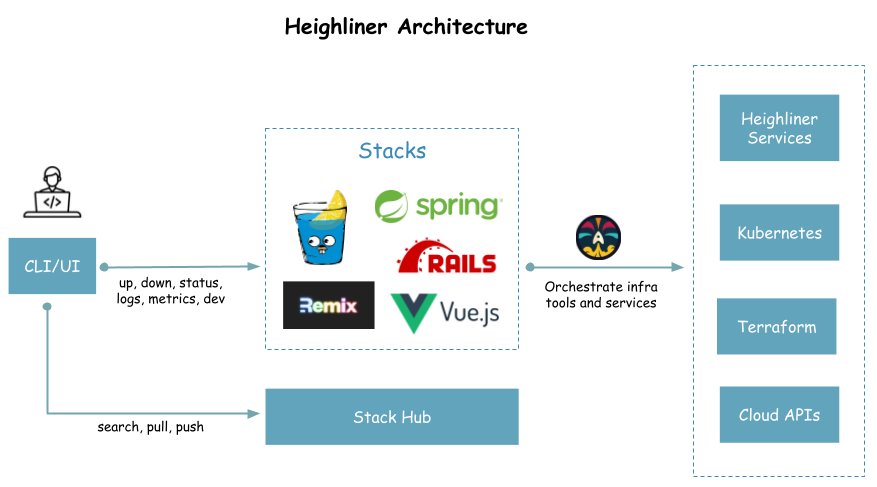 Heighliner Architecture
Stacks
spring
RAILS
Remix
Vue.js
CLI/UI
up, down, status,
logs, metrics, dev
search, pull, push
Stack Hub
Orchestrate infra
tools and services
Heighliner
Services
Kubernetes
Terraform
Cloud APIs